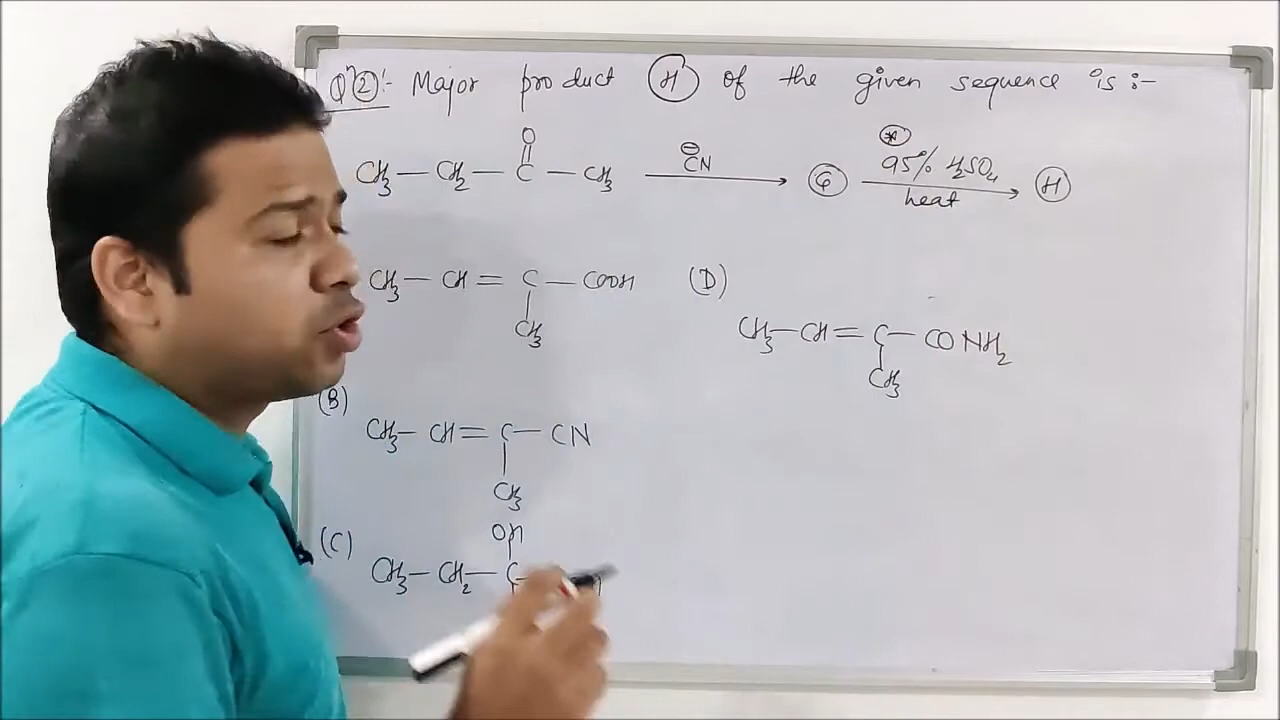 Qn(2):- Major product (H) of the given sequence is :-
O
CH3 — CH2 — C — CH3 ⊖CN (G) 95% H2SO4 heat (H)
CH3 — CH = C — COOH
CH3
(D)
CH3 — CH = C — CONH2
CH3
(B)
CH3 — CH = C — CN
CH3
(C)
OH
CH3 — CH2 — C —